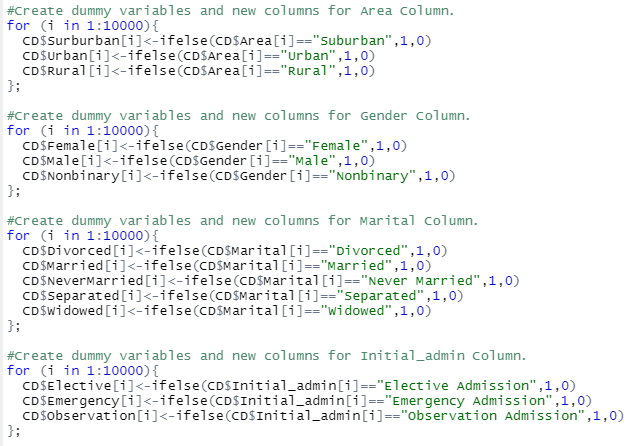 #Create dummy variables and new columns for Area Column.
for (i in 1:10000){
  CD$Surburban[i]<-ifelse(CD$Area[i]=="Suburban",1,0)
  CD$Urban[i]<-ifelse(CD$Area[i]=="Urban",1,0)
  CD$Rural[i]<-ifelse(CD$Area[i]=="Rural",1,0)
};

#Create dummy variables and new columns for Gender Column.
for (i in 1:10000){
  CD$Female[i]<-ifelse(CD$Gender[i]=="Female",1,0)
  CD$Male[i]<-ifelse(CD$Gender[i]=="Male",1,0)
  CD$Nonbinary[i]<-ifelse(CD$Gender[i]=="Nonbinary",1,0)
};

#Create dummy variables and new columns for Marital Column.
for (i in 1:10000){
  CD$Divorced[i]<-ifelse(CD$Marital[i]=="Divorced",1,0)
  CD$Married[i]<-ifelse(CD$Marital[i]=="Married",1,0)
  CD$NeverMarried[i]<-ifelse(CD$Marital[i]=="Never Married",1,0)
  CD$Separated[i]<-ifelse(CD$Marital[i]=="Separated",1,0)
  CD$Widowed[i]<-ifelse(CD$Marital[i]=="Widowed",1,0)
};

#Create dummy variables and new columns for Initial_admin Column.
for (i in 1:10000){
  CD$Elective[i]<-ifelse(CD$Initial_admin[i]=="Elective Admission",1,0)
  CD$Emergency[i]<-ifelse(CD$Initial_admin[i]=="Emergency Admission",1,0)
  CD$Observation[i]<-ifelse(CD$Initial_admin[i]=="Observation Admission",1,0)
};